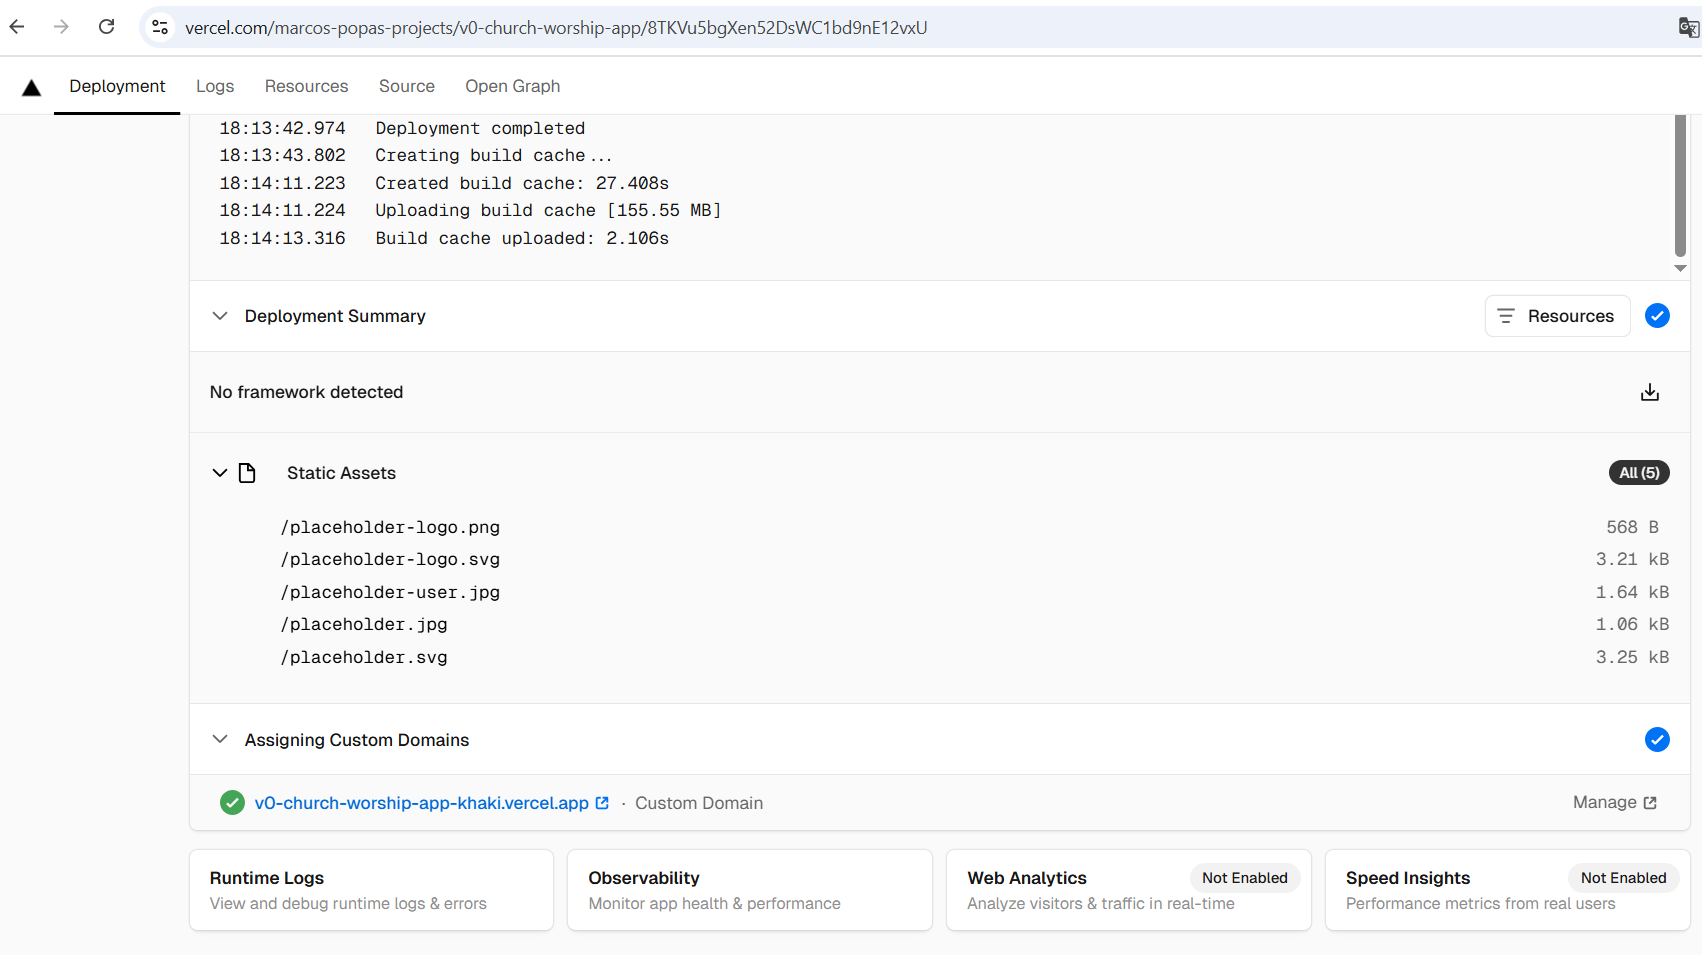 vercel.com/marcos-popas-projects/v0-church-worship-app/8TKVu5bgXen52DsWC1bd9nE12vxU
Deployment Logs Resources Source Open Graph
18:13:42.974 Deployment completed
18:13:43.802 Creating build cache...
18:14:11.223 Created build cache: 27.408s
18:14:11.224 Uploading build cache [155.55 MB]
18:14:13.316 Build cache uploaded: 2.106s
Deployment Summary Resources
No framework detected
Static Assets All (5)
/placeholder-logo.png 568 B
/placeholder-logo.svg 3.21 kB
/placeholder-user.jpg 1.64 kB
/placeholder.jpg 1.06 kB
/placeholder.svg 3.25 kB
Assigning Custom Domains
v0-church-worship-app-khaki.vercel.app · Custom Domain Manage
Runtime Logs
View and debug runtime logs & errors
Observability
Monitor app health & performance
Web Analytics Not Enabled
Analyze visitors & traffic in real-time
Speed Insights Not Enabled
Performance metrics from real users